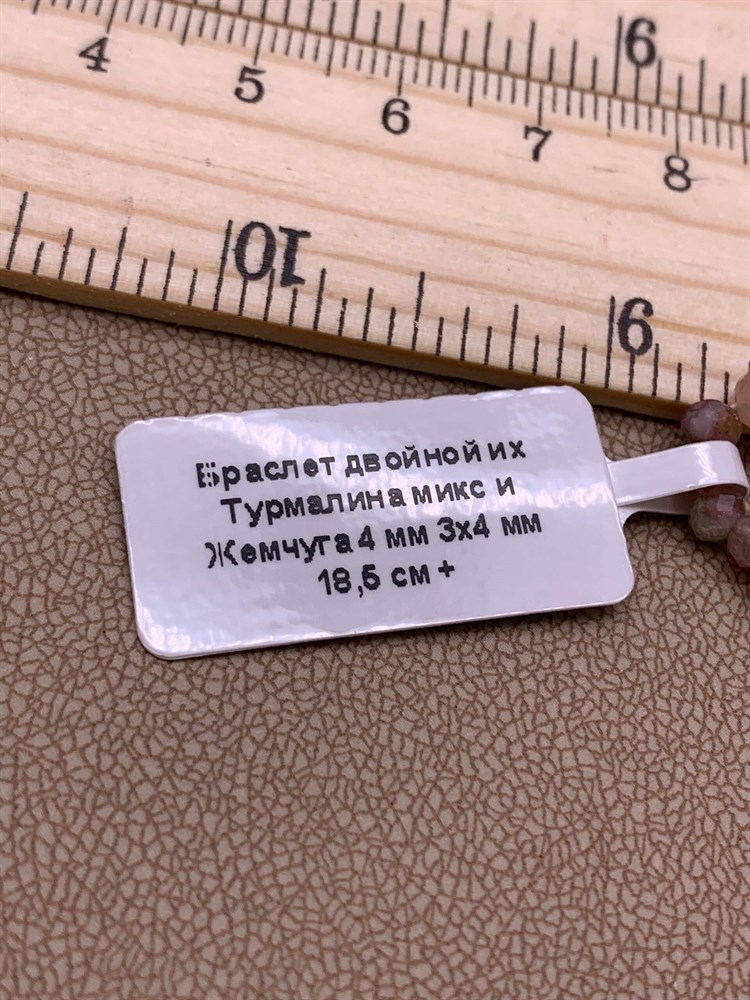 4 5 6 7 8
6
10 6
Браслет двойной их
Турмалина микс и
Жемчуга 4 мм 3х4 мм
18,5 см +